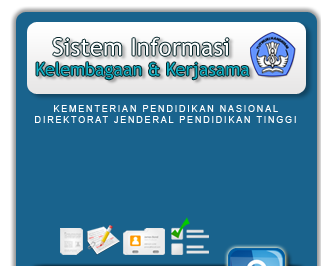 Sistem Informasi
Kelembagaan & Kerjasama
KEMENTERIAN PENDIDIKAN NASIONAL
DIREKTORAT JENDERAL PENDIDIKAN TINGGI